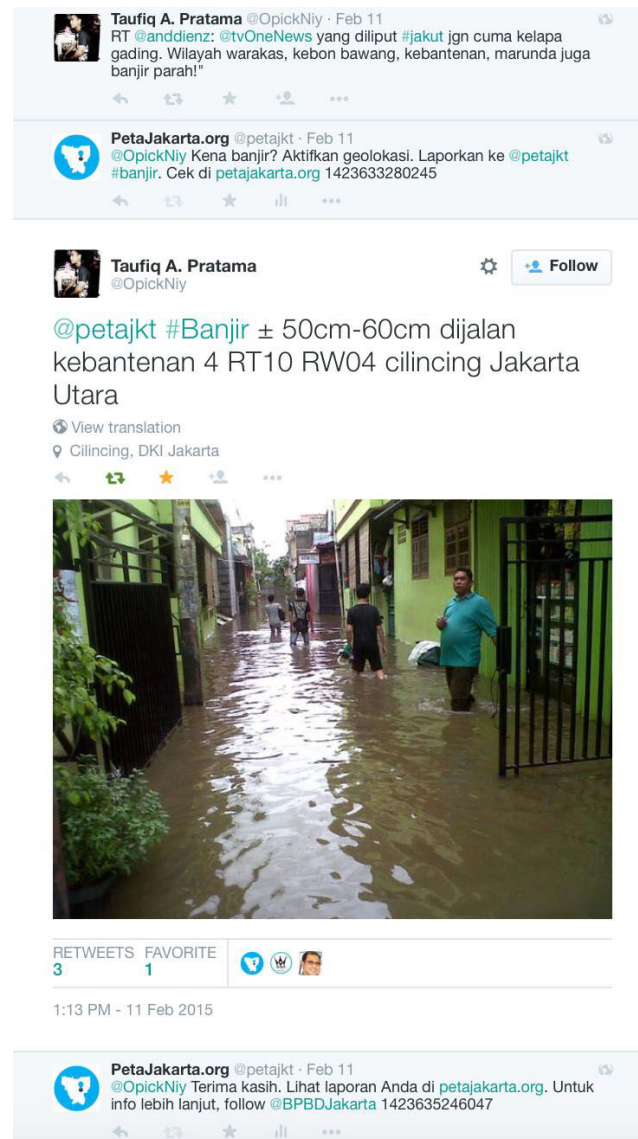 Taufiq A. Pratama @OpickNiy · Feb 11
RT @anddienz: @tvOneNews yang diliput #jakut jgn cuma kelapa
gading. Wilayah warakas, kebon bawang, kebantenan, marunda juga
banjir parah!"
PetaJakarta.org @petajkt · Feb 11
@OpickNiy Kena banjir? Aktifkan geolokasi. Laporkan ke @petajkt
#banjir. Cek di petajakarta.org 1423633280245
Taufiq A. Pratama
@OpickNiy
Follow
@petajkt #Banjir ± 50cm-60cm dijalan
kebantenan 4 RT10 RW04 cilincing Jakarta
Utara
View translation
Cilincing, DKI Jakarta
RETWEETS FAVORITE
3 1
1:13 PM - 11 Feb 2015
PetaJakarta.org @petajkt · Feb 11
@OpickNiy Terima kasih. Lihat laporan Anda di petajakarta.org. Untuk
info lebih lanjut, follow @BPBDJakarta 1423635246047